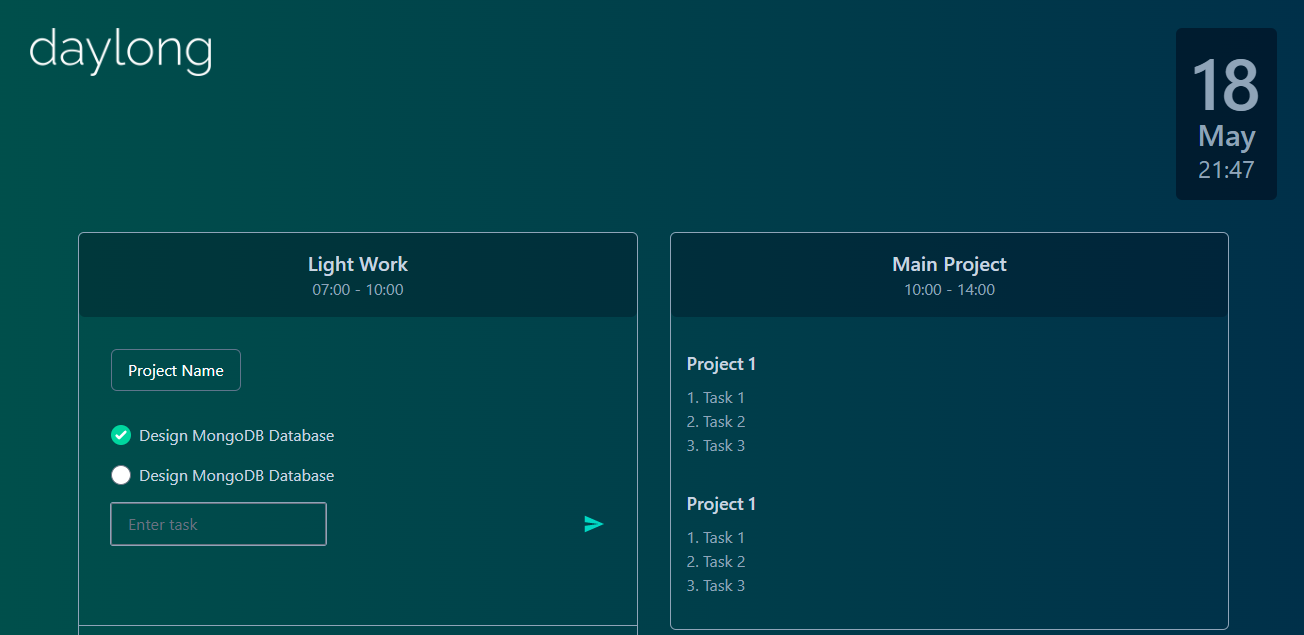 daylong
18
May
21:47
Light Work
07:00 - 10:00
Project Name
Design MongoDB Database
Design MongoDB Database
Enter task
Main Project
10:00 - 14:00
Project 1
1. Task 1
2. Task 2
3. Task 3
Project 1
1. Task 1
2. Task 2
3. Task 3